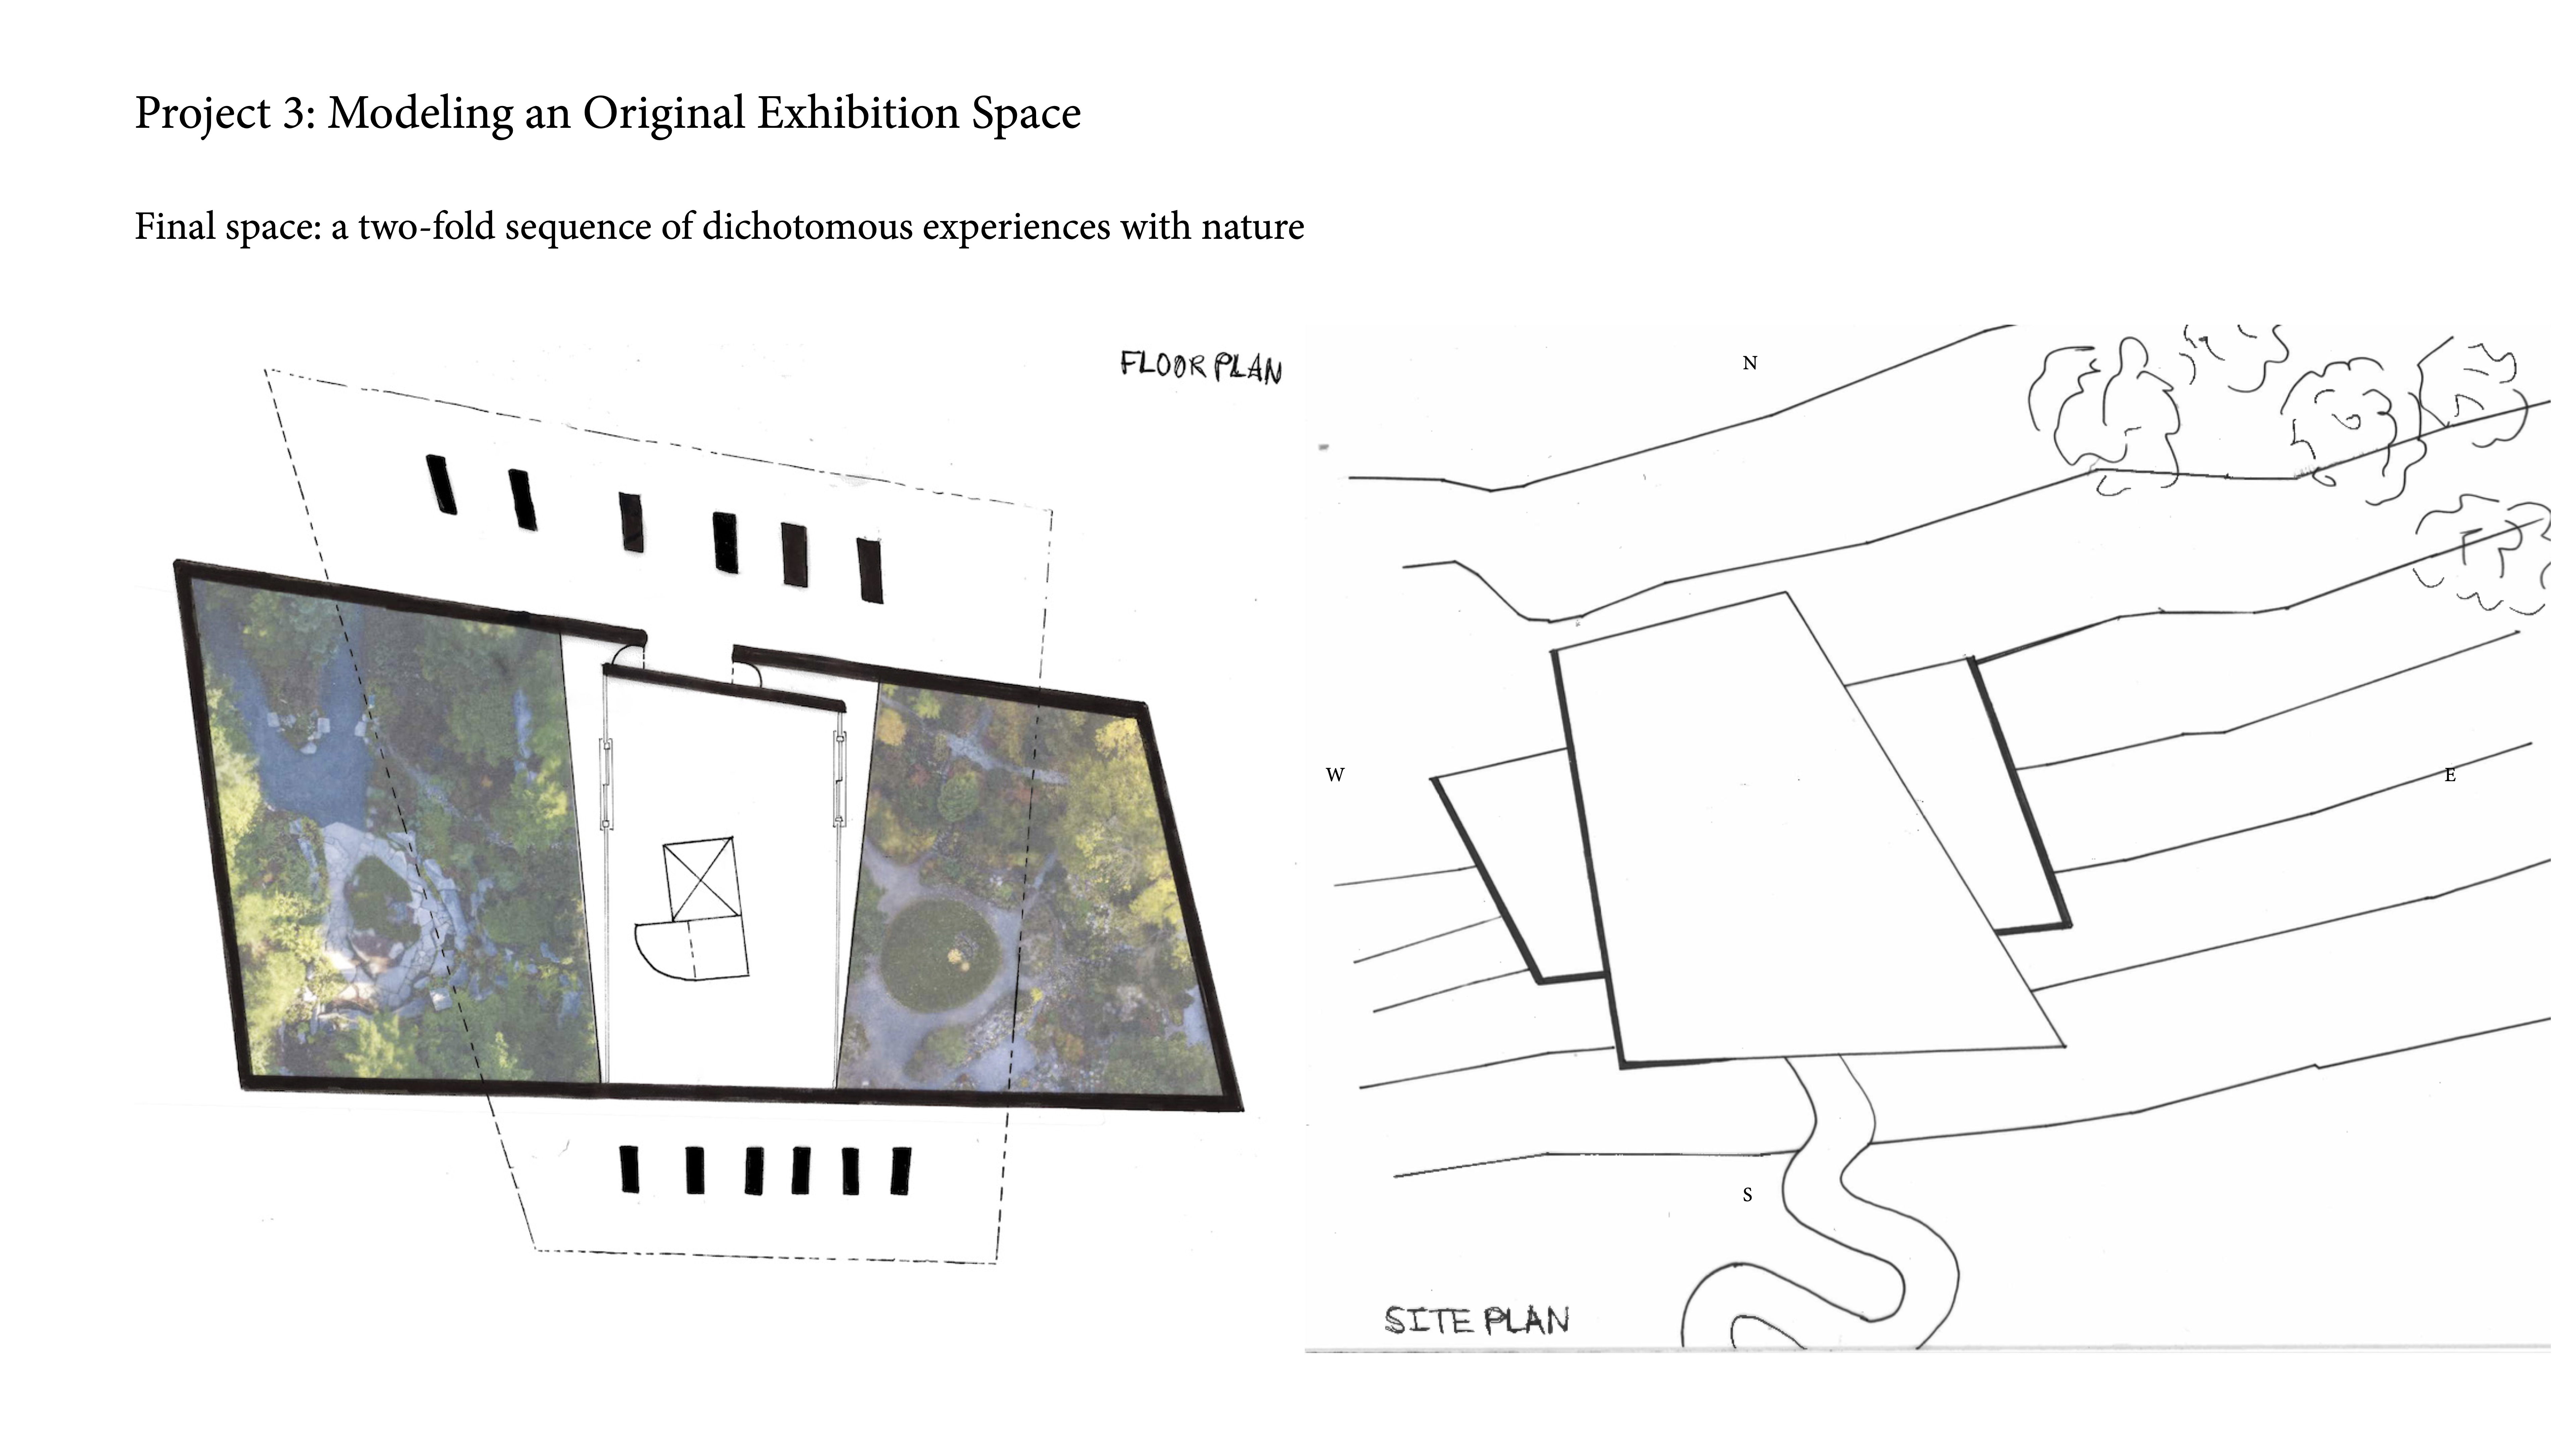 Project 3: Modeling an Original Exhibition Space
Final space: a two-fold sequence of dichotomous experiences with nature
FLOOR PLAN
N
W
E
S
SITE PLAN